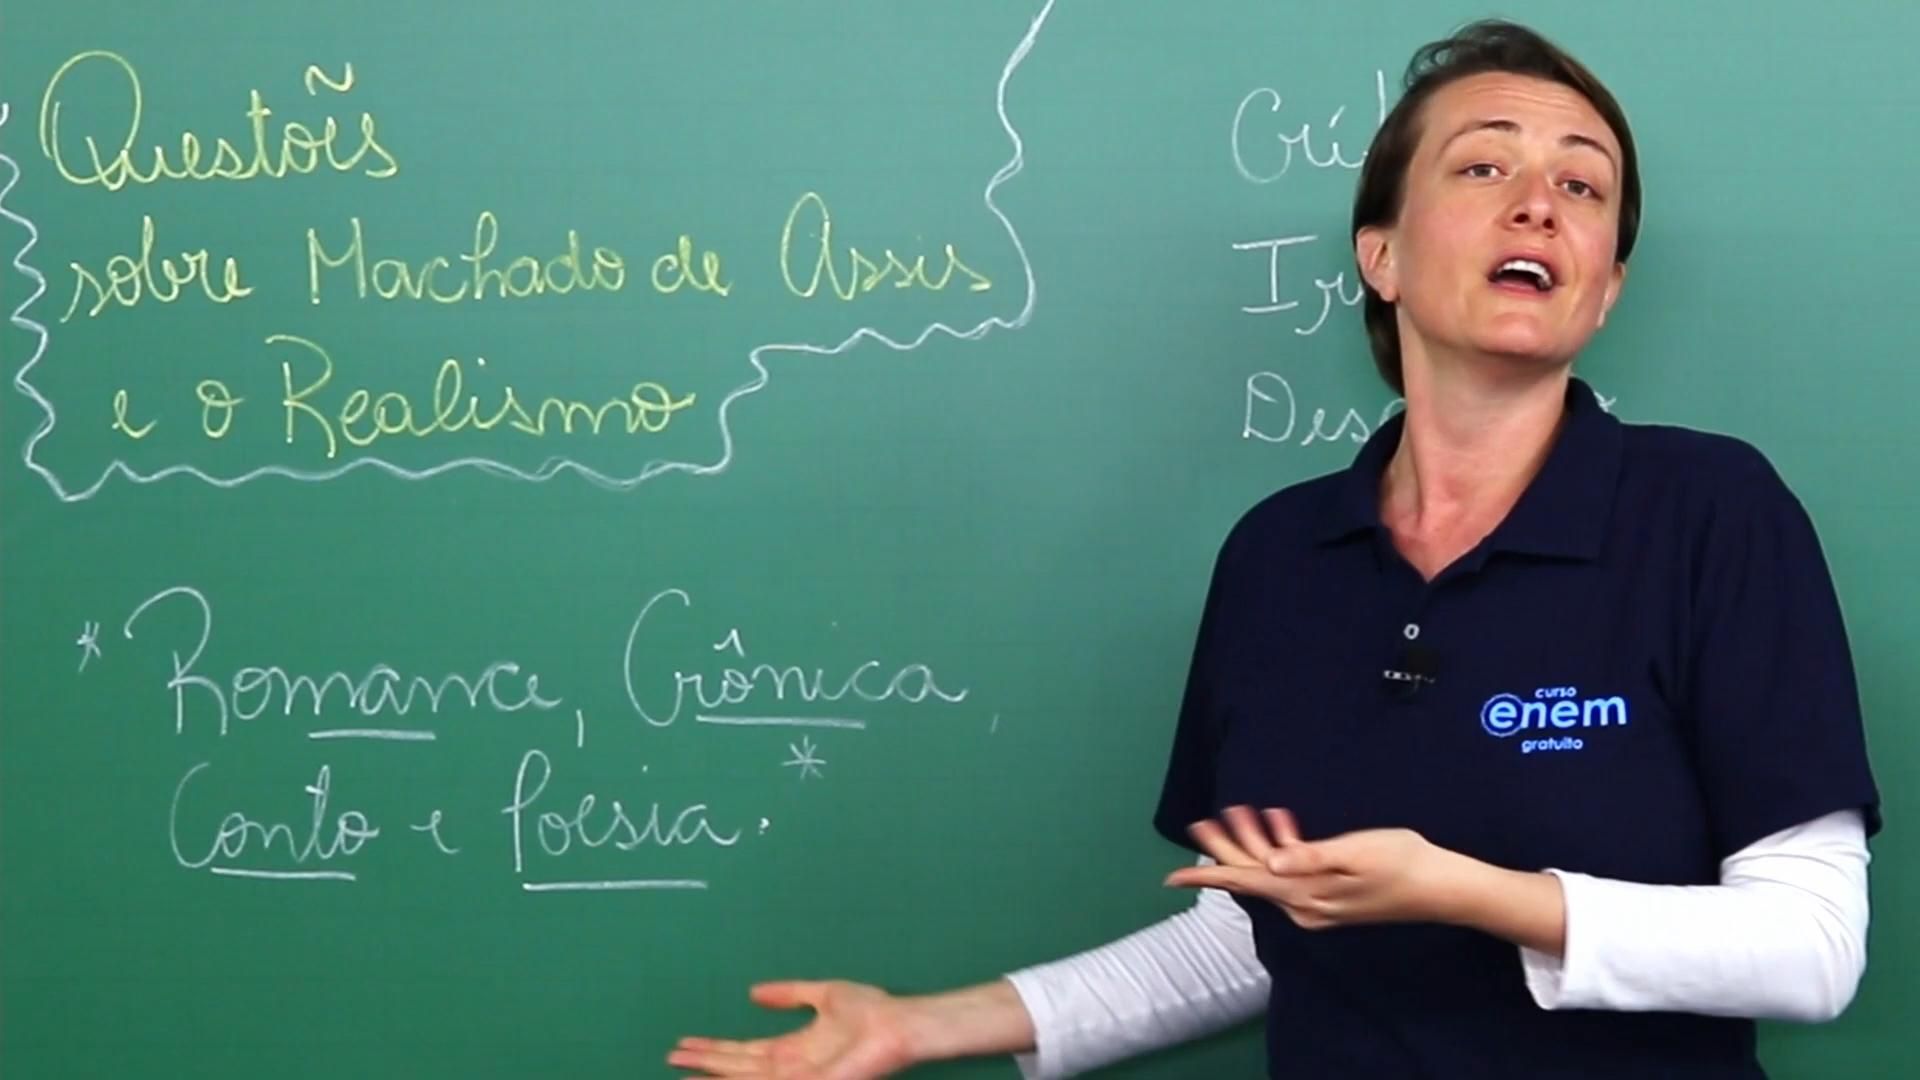 Questões
sobre Machado de Assis
e o Realismo
* Romance, Crônica,
*
Conto e Poesia.
curso
enem
gratuito